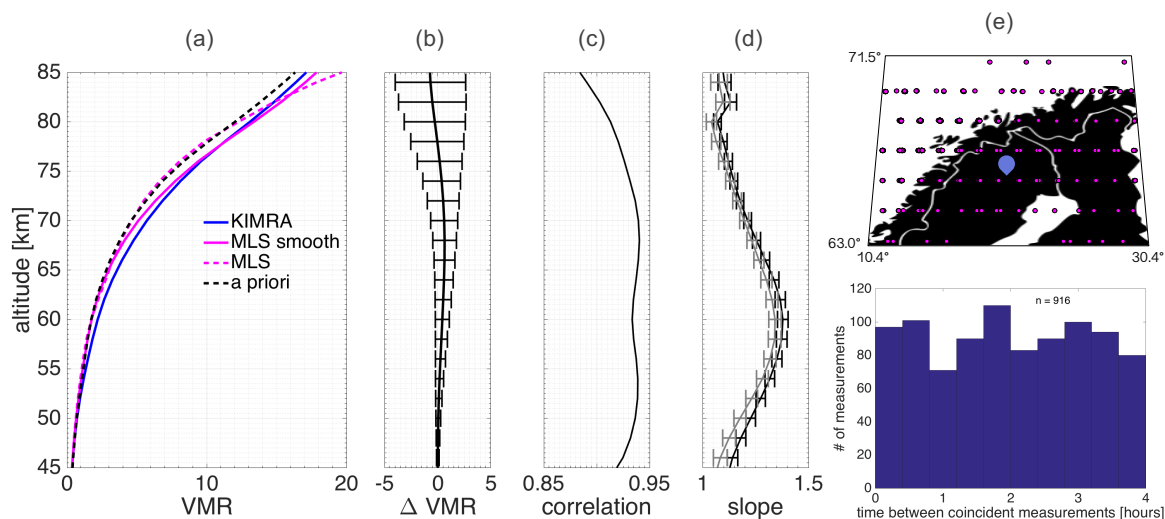 (a)
(b)
(c)
(d)
(e)
altitude [km]
85
80
75
70
65
60
55
50
45
KIMRA
MLS smooth
MLS
a priori
0 10 20
VMR
-5 0 5
Δ VMR
0.85 0.95
correlation
1 1.5
slope
71.5°
63.0°
10.4° 30.4°
# of measurements
120
100
80
60
40
20
0
n = 916
0 1 2 3 4
time between coincident measurements [hours]